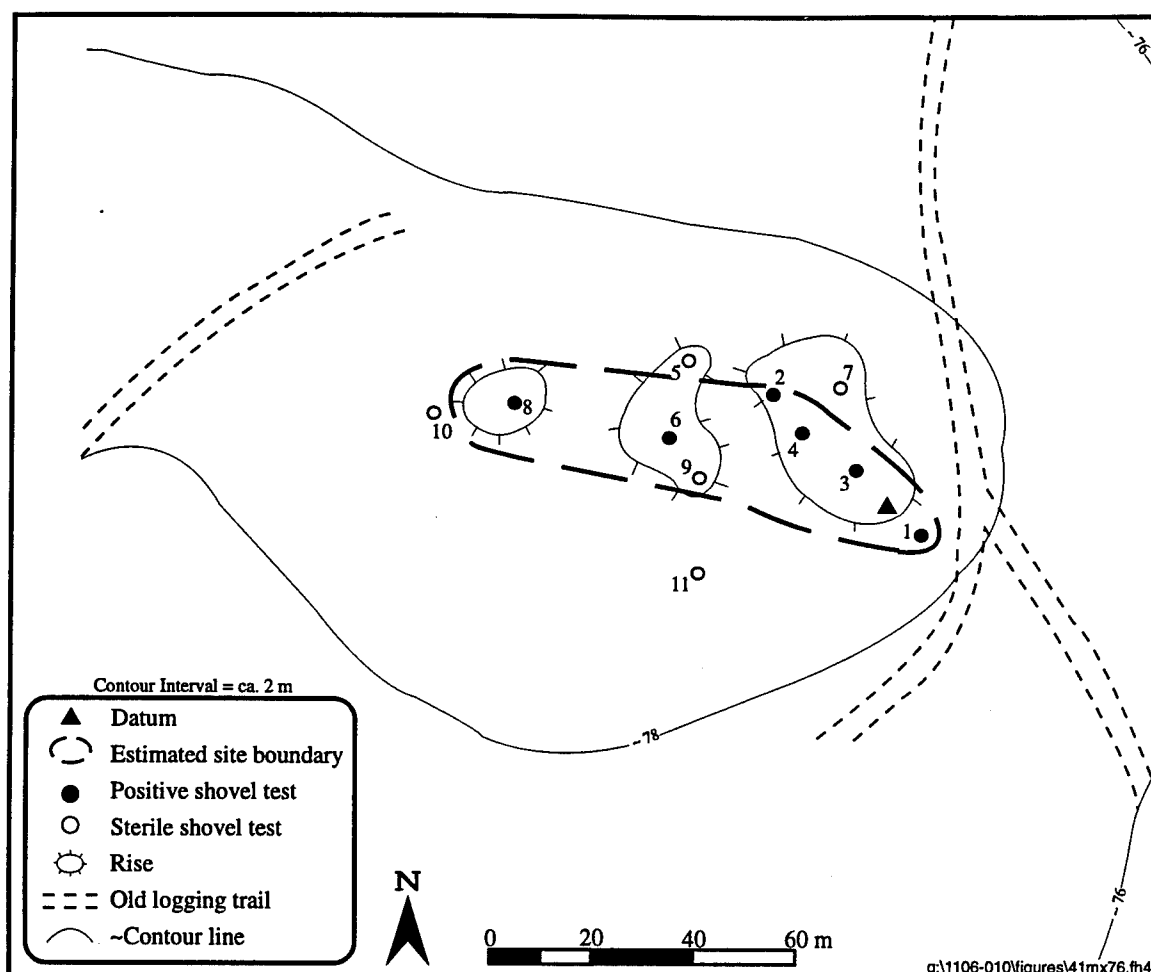 ~76
5
2
7
8
10
6
4
9
3
1
11
~78
~76
Contour Interval = ca. 2 m
Datum
Estimated site boundary
Positive shovel test
Sterile shovel test
Rise
Old logging trail
~Contour line
N
0 20 40 60 m
g:\1106-010\figures\41mx76.fh4